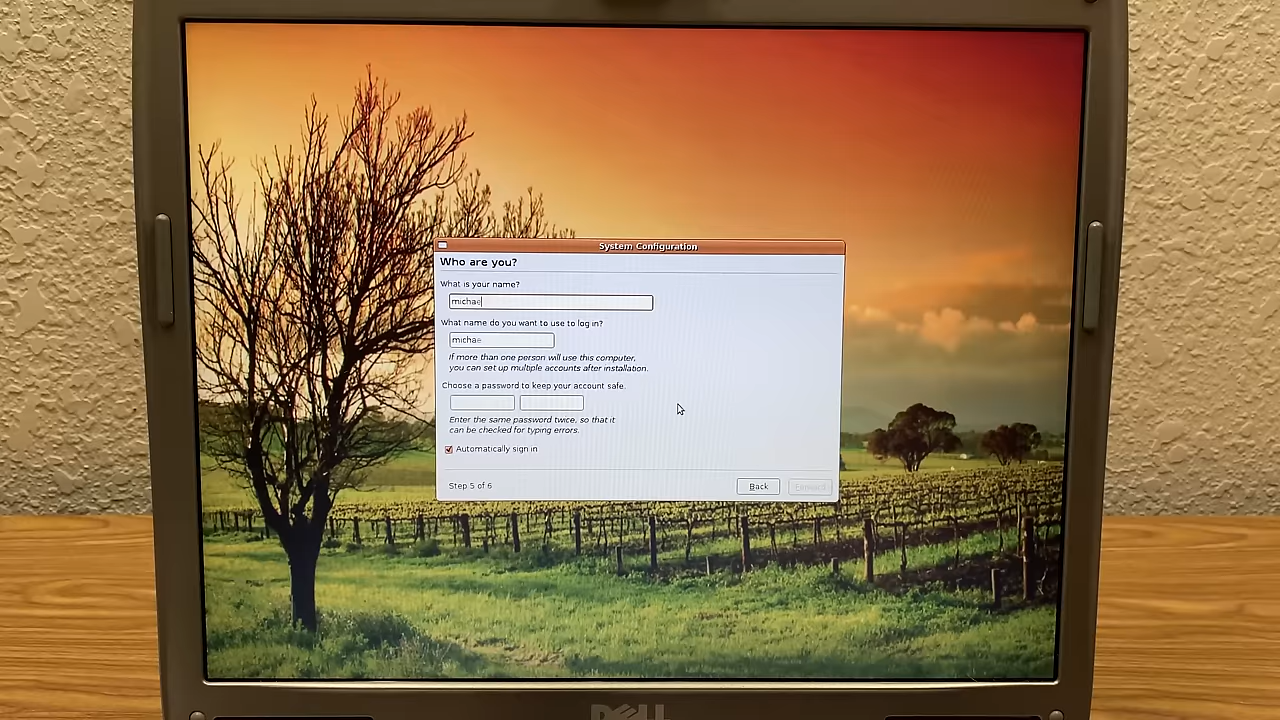 System Configuration
Who are you?
What is your name?
michae
What name do you want to use to log in?
michae
If more than one person will use this computer,
you can set up multiple accounts after installation.
Choose a password to keep your account safe.
Enter the same password twice, so that it
can be checked for typing errors.
Automatically sign in
Step 5 of 6
Back
Forward
DELL